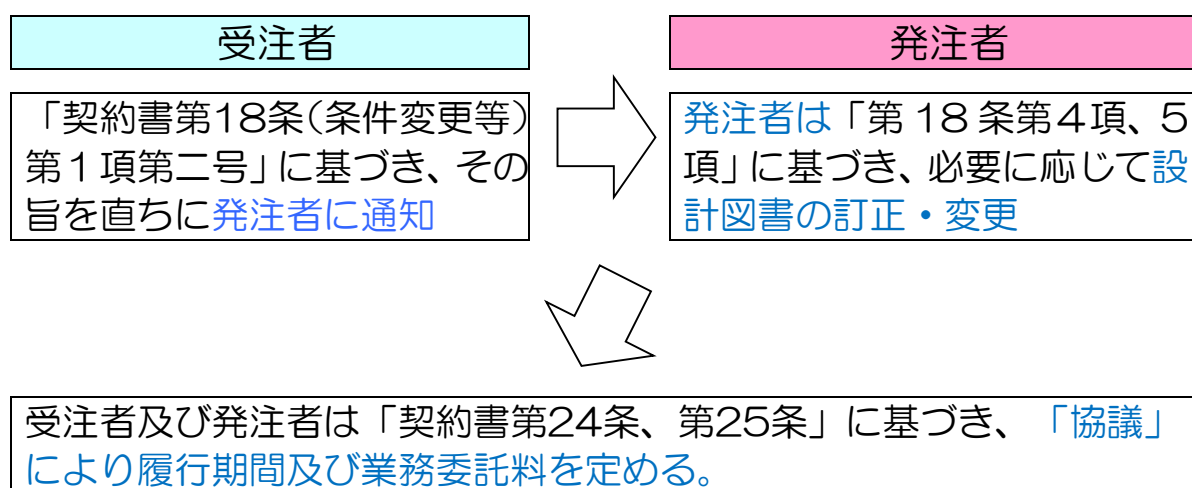 受注者
「契約書第18条(条件変更等)
第1項第二号」に基づき、その
旨を直ちに発注者に通知
発注者
発注者は「第 18 条第4項、5
項」に基づき、必要に応じて設
計図書の訂正・変更
受注者及び発注者は「契約書第24条、第25条」に基づき、「協議」
により履行期間及び業務委託料を定める。